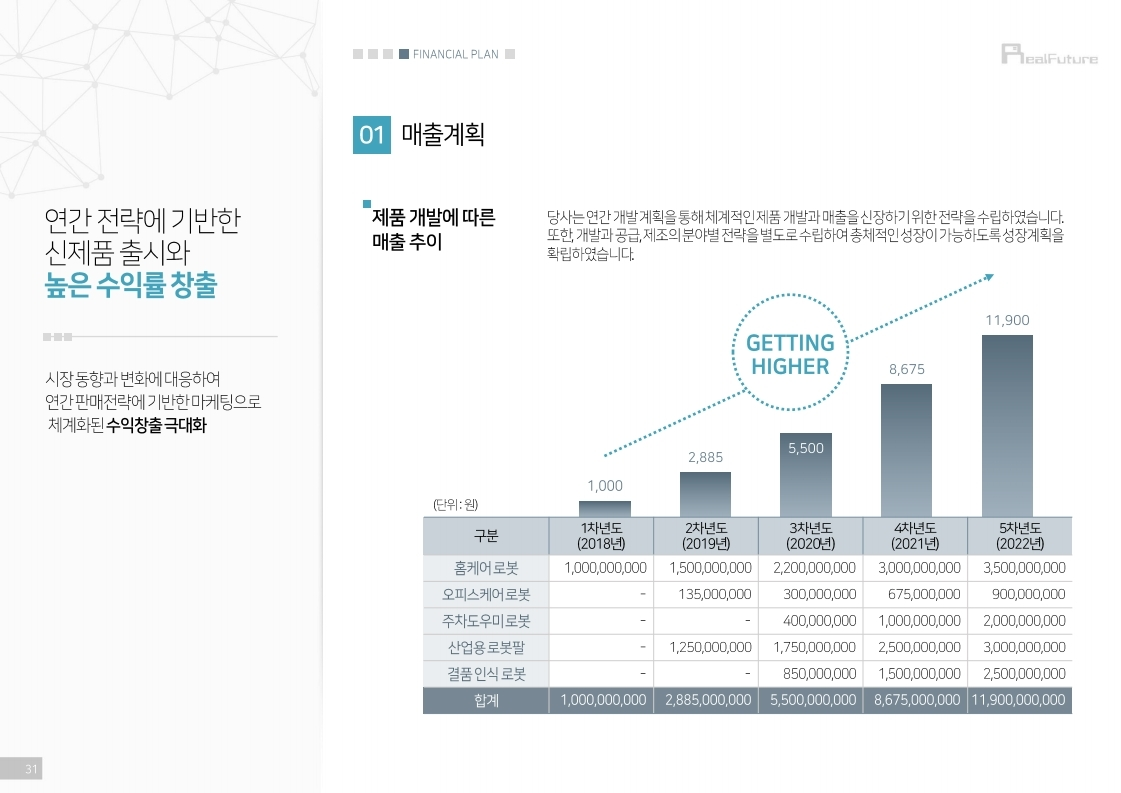 FINANCIAL PLAN
RealFuture
01 매출계획
연간 전략에 기반한
신제품 출시와
높은 수익률 창출
시장 동향과 변화에 대응하여
연간 판매전략에 기반한 마케팅으로
체계화된 수익창출 극대화
제품 개발에 따른
매출 추이
당사는 연간 개발 계획을 통해 체계적인 제품 개발과 매출을 신장하기 위한 전략을 수립하였습니다.
또한, 개발과 공급, 제조의 분야별 전략을 별도로 수립하여 총체적인 성장이 가능하도록 성장계획을
확립하였습니다.
GETTING
HIGHER
1,000
2,885
5,500
8,675
11,900
(단위 : 원)
구분 1차년도 (2018년) 2차년도 (2019년) 3차년도 (2020년) 4차년도 (2021년) 5차년도 (2022년)
홈케어 로봇 1,000,000,000 1,500,000,000 2,200,000,000 3,000,000,000 3,500,000,000
오피스케어 로봇 - 135,000,000 300,000,000 675,000,000 900,000,000
주차도우미 로봇 - - 400,000,000 1,000,000,000 2,000,000,000
산업용 로봇팔 - 1,250,000,000 1,750,000,000 2,500,000,000 3,000,000,000
결품 인식 로봇 - - 850,000,000 1,500,000,000 2,500,000,000
합계 1,000,000,000 2,885,000,000 5,500,000,000 8,675,000,000 11,900,000,000
31